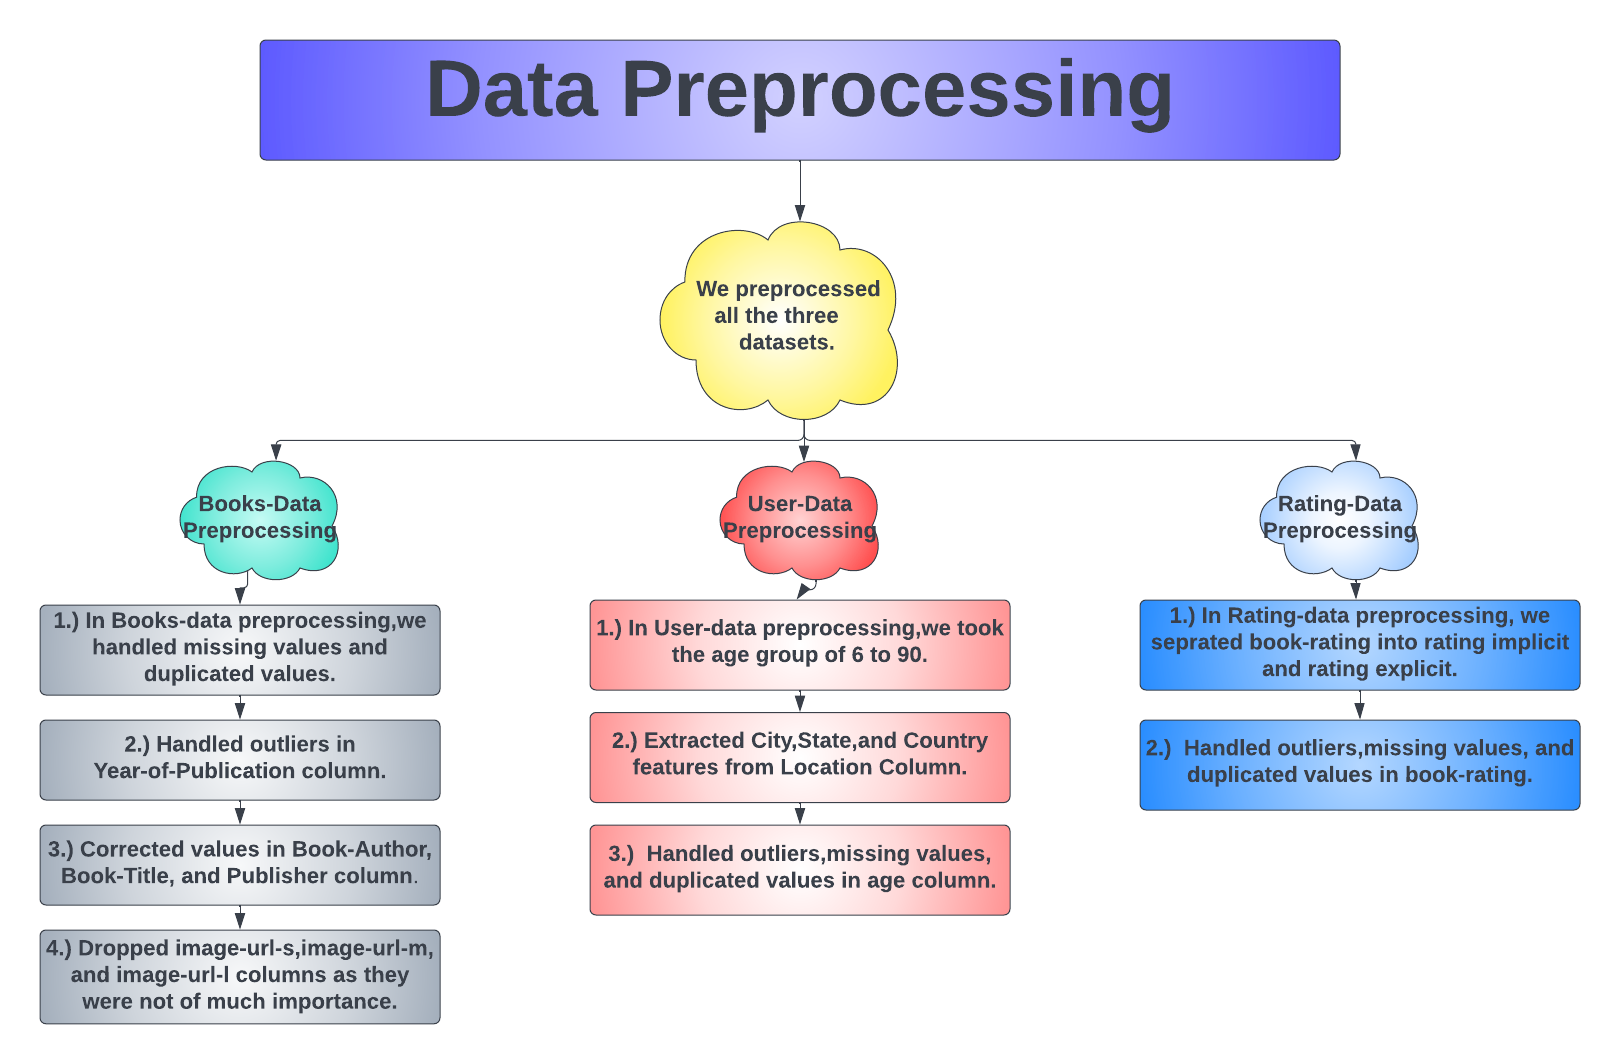 Data Preprocessing
We preprocessed
all the three
datasets.
Books-Data
Preprocessing
1.) In Books-data preprocessing,we
handled missing values and
duplicated values.
2.) Handled outliers in
Year-of-Publication column.
3.) Corrected values in Book-Author,
Book-Title, and Publisher column.
4.) Dropped image-url-s,image-url-m,
and image-url-l columns as they
were not of much importance.
User-Data
Preprocessing
1.) In User-data preprocessing,we took
the age group of 6 to 90.
2.) Extracted City,State,and Country
features from Location Column.
3.)  Handled outliers,missing values,
and duplicated values in age column.
Rating-Data
Preprocessing
1.) In Rating-data preprocessing, we
seprated book-rating into rating implicit
and rating explicit.
2.)  Handled outliers,missing values, and
duplicated values in book-rating.